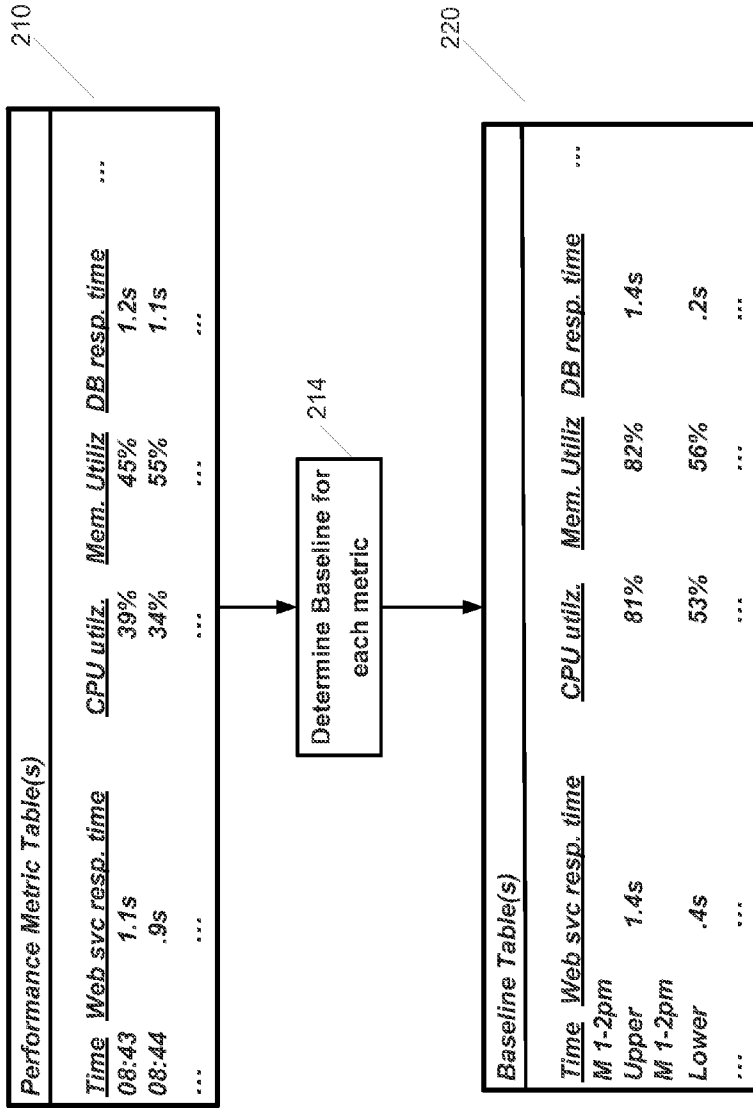 Performance Metric Table(s)
210
Time Web svc resp. time CPU utilz. Mem. Utiliz DB resp. time ...
08:43 1.1s 39% 45% 1.2s
08:44 .9s 34% 55% 1.1s
... ... ... ... ...
Determine Baseline for
each metric
214
Baseline Table(s)
220
Time Web svc resp. time CPU utilz. Mem. Utiliz DB resp. time ...
M 1-2pm
Upper 1.4s 81% 82% 1.4s
M 1-2pm
Lower .4s 53% 56% .2s
... ... ... ... ...